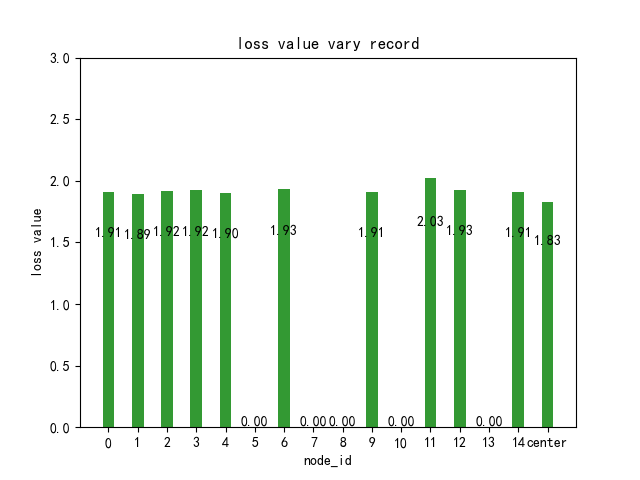 loss value vary record
3.0
2.5
2.0
1.5
1.0
0.5
0.0
loss value
1.91 1.89 1.92 1.92 1.90 0.00 1.93 0.00 0.00 1.91 0.00 2.03 1.93 0.00 1.91 1.83
0 1 2 3 4 5 6 7 8 9 10 11 12 13 14 center
node_id